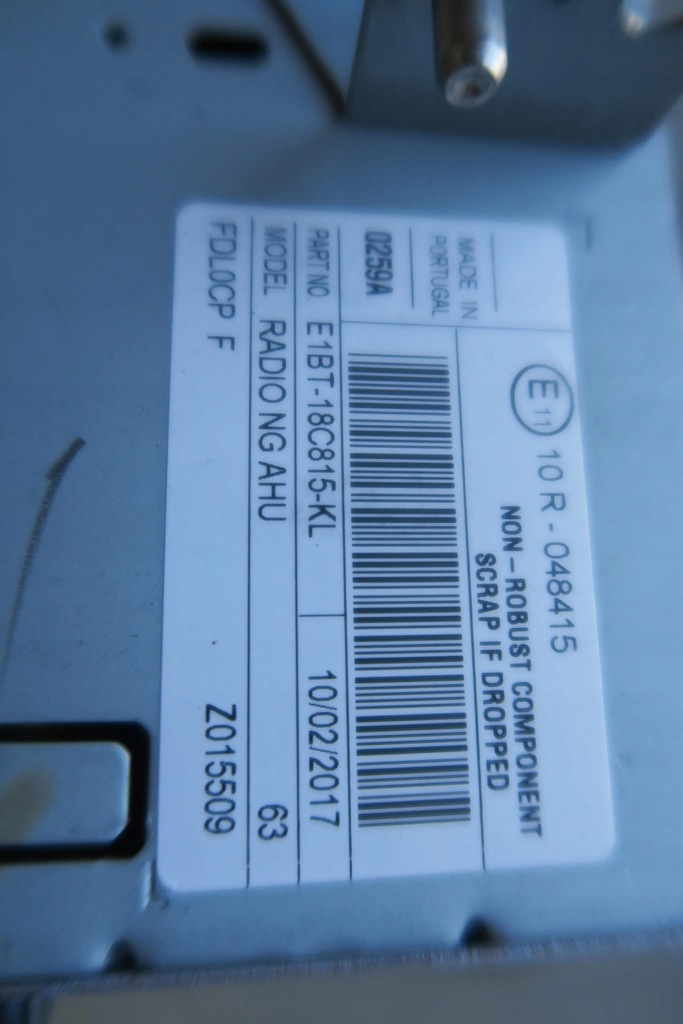 E 11 10 R - 048415
NON - ROBUST COMPONENT
SCRAP IF DROPPED
MADE IN
PORTUGAL
0259A
PART NO. E1BT-18C815-KL 10/02/2017
MODEL RADIO NG AHU 63
FDL0CP F Z015509